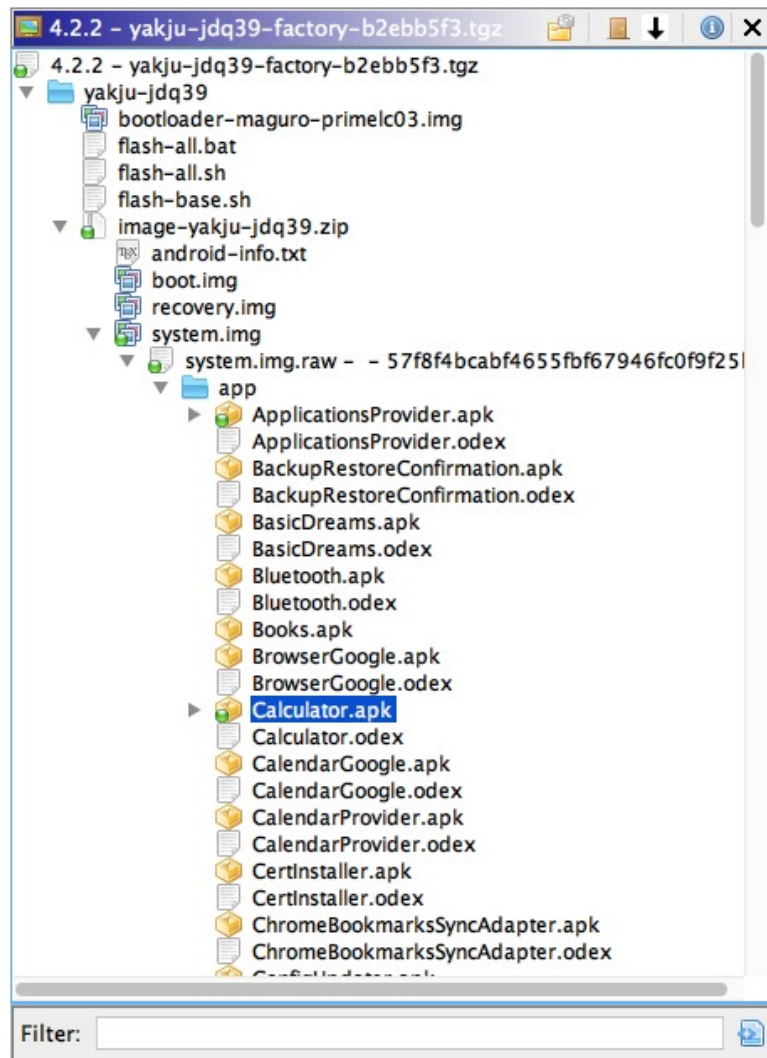 4.2.2 – yakju-jdq39-factory-b2ebb5f3.tgz
4.2.2 – yakju-jdq39-factory-b2ebb5f3.tgz
yakju-jdq39
bootloader-maguro-primelc03.img
flash-all.bat
flash-all.sh
flash-base.sh
image-yakju-jdq39.zip
android-info.txt
boot.img
recovery.img
system.img
system.img.raw – – 57f8f4bcabf4655fbf67946fc0f9f25
app
ApplicationsProvider.apk
ApplicationsProvider.odex
BackupRestoreConfirmation.apk
BackupRestoreConfirmation.odex
BasicDreams.apk
BasicDreams.odex
Bluetooth.apk
Bluetooth.odex
Books.apk
BrowserGoogle.apk
BrowserGoogle.odex
Calculator.apk
Calculator.odex
CalendarGoogle.apk
CalendarGoogle.odex
CalendarProvider.apk
CalendarProvider.odex
CertInstaller.apk
CertInstaller.odex
ChromeBookmarksSyncAdapter.apk
ChromeBookmarksSyncAdapter.odex
Filter: